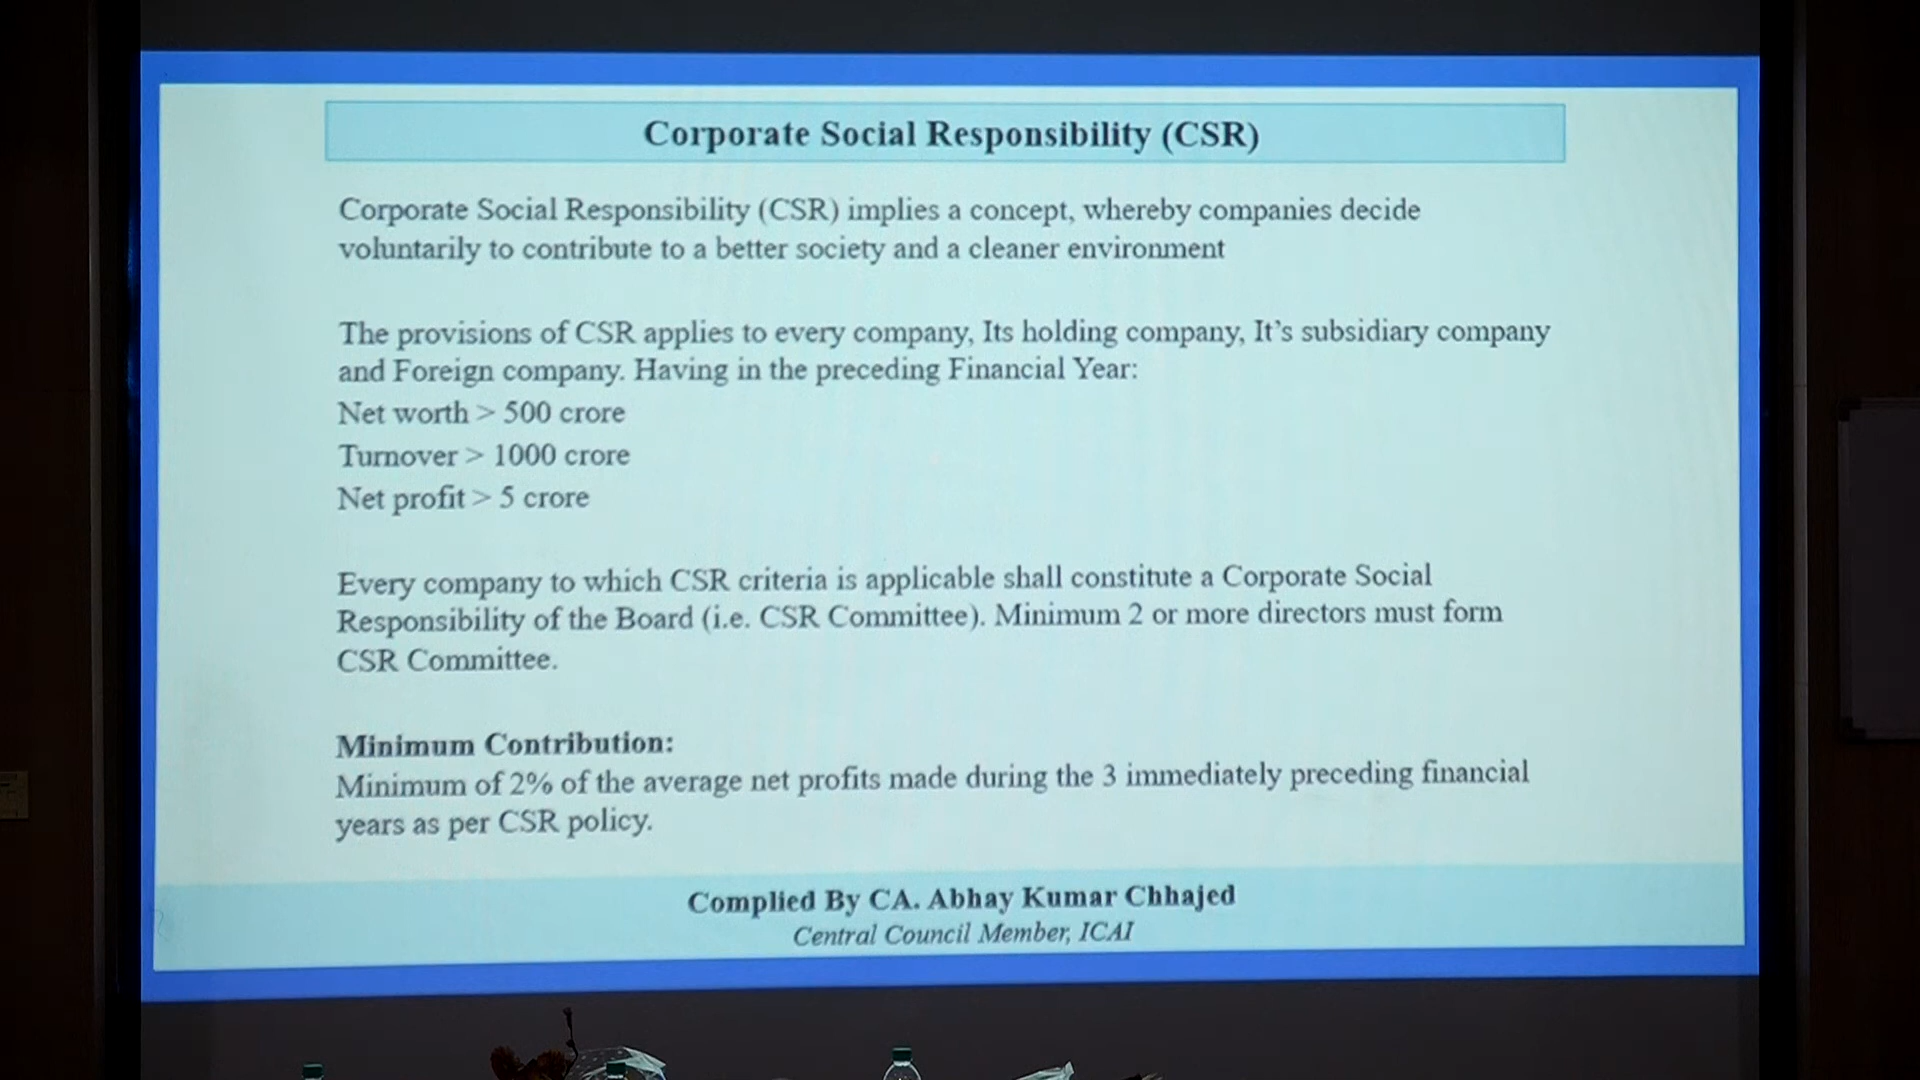 Corporate Social Responsibility (CSR)
Corporate Social Responsibility (CSR) implies a concept, whereby companies decide
voluntarily to contribute to a better society and a cleaner environment
The provisions of CSR applies to every company, Its holding company, It's subsidiary company
and Foreign company. Having in the preceding Financial Year:
Net worth > 500 crore
Turnover > 1000 crore
Net profit > 5 crore
Every company to which CSR criteria is applicable shall constitute a Corporate Social
Responsibility of the Board (i.e. CSR Committee). Minimum 2 or more directors must form
CSR Committee.
Minimum Contribution:
Minimum of 2% of the average net profits made during the 3 immediately preceding financial
years as per CSR policy.
Complied By CA. Abhay Kumar Chhajed
Central Council Member, ICAI